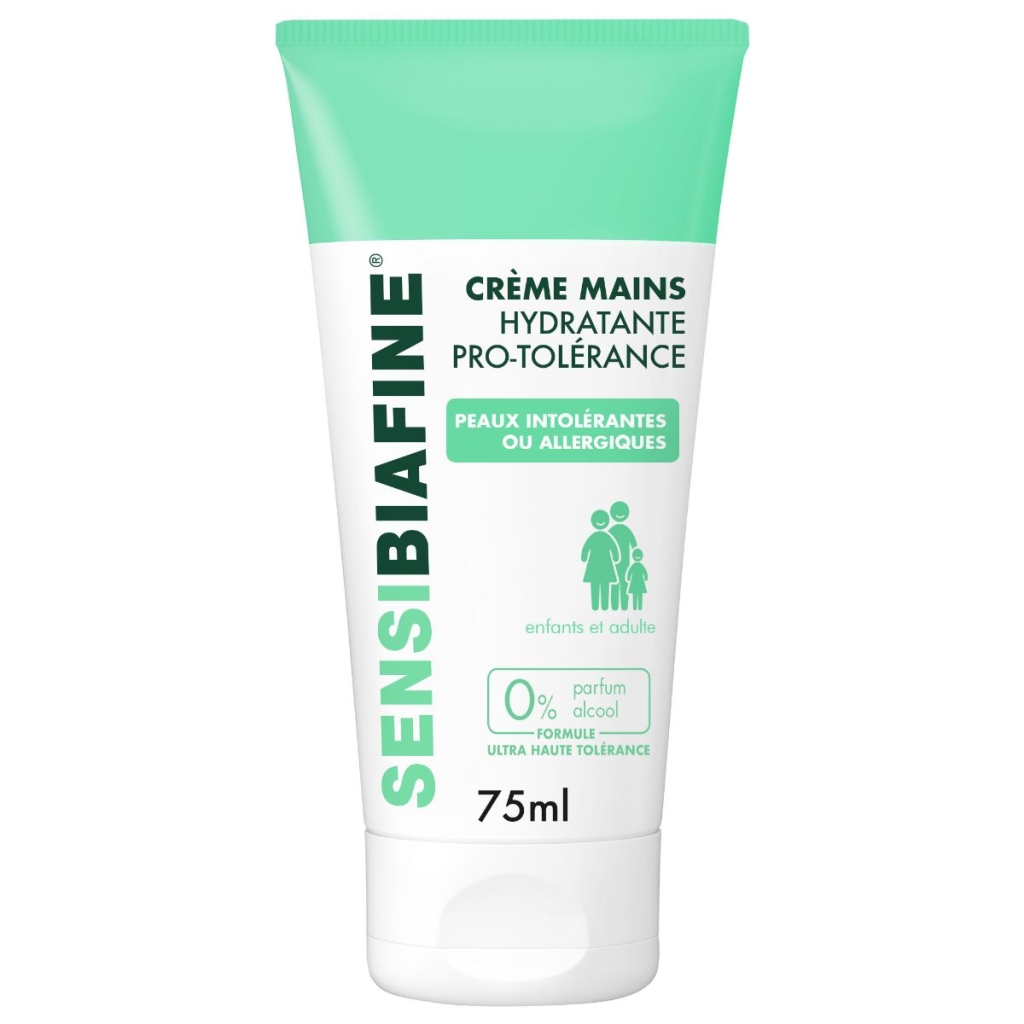 SENSIBIAFINE®
CRÈME MAINS
HYDRATANTE
PRO-TOLÉRANCE
PEAUX INTOLÉRANTES
OU ALLERGIQUES
enfants et adulte
0% parfum
alcool
FORMULE
ULTRA HAUTE TOLÉRANCE
75ml